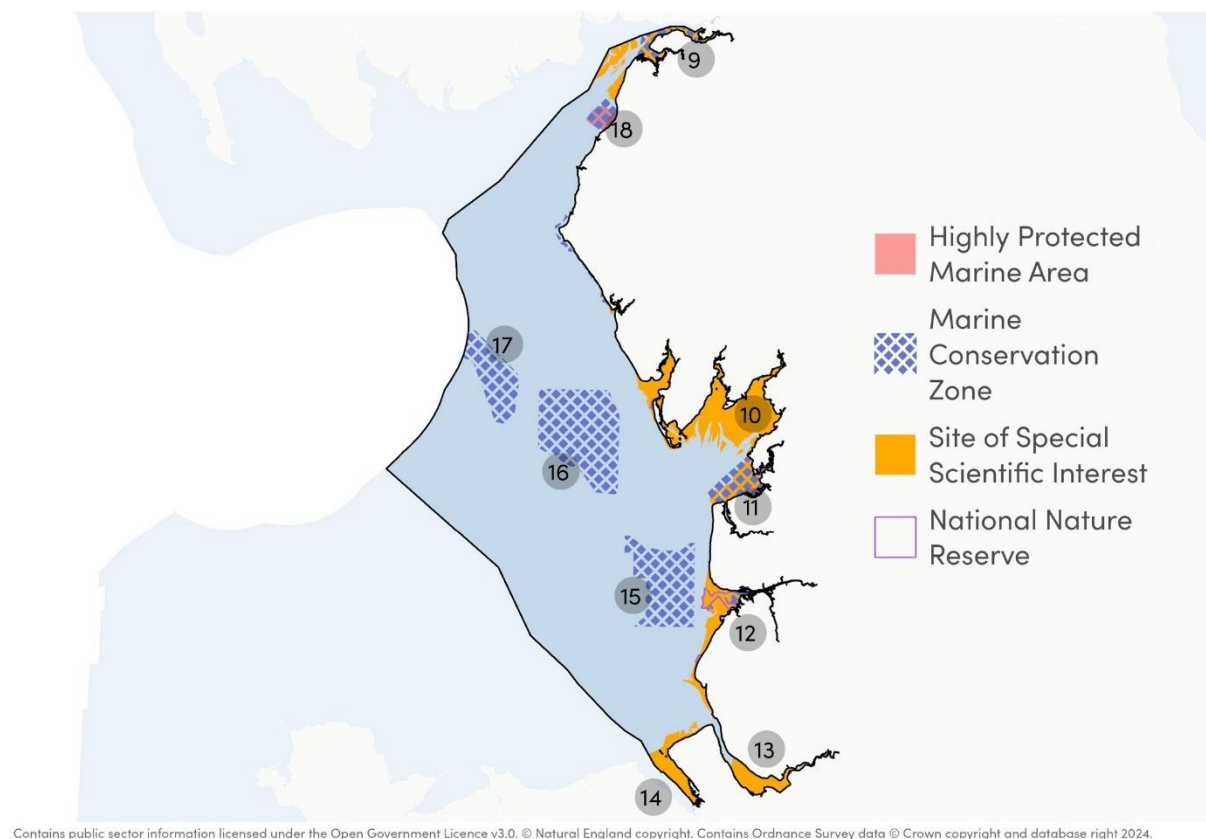 9
18
Highly Protected
Marine Area
Marine
Conservation
Zone
17
10
Site of Special
Scientific Interest
16
11
National Nature
Reserve
15
12
13
14
Contains public sector information licensed under the Open Government Licence v3.0. © Natural England copyright. Contains Ordnance Survey data © Crown copyright and database right 2024.